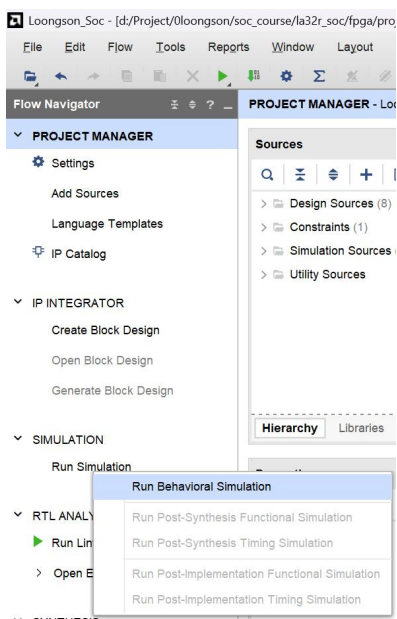 Loongson_Soc - [d:/Project/0loongson/soc_course/la32r_soc/fpga/proj
File Edit Flow Tools Reports Window Layout
Flow Navigator
PROJECT MANAGER - Loo
PROJECT MANAGER
Settings
Add Sources
Language Templates
IP Catalog
IP INTEGRATOR
Create Block Design
Open Block Design
Generate Block Design
SIMULATION
Run Simulation
RTL ANALY
Run Lin
Open E
Sources
Design Sources (8)
Constraints (1)
Simulation Sources
Utility Sources
Hierarchy Libraries
Run Behavioral Simulation
Run Post-Synthesis Functional Simulation
Run Post-Synthesis Timing Simulation
Run Post-Implementation Functional Simulation
Run Post-Implementation Timing Simulation